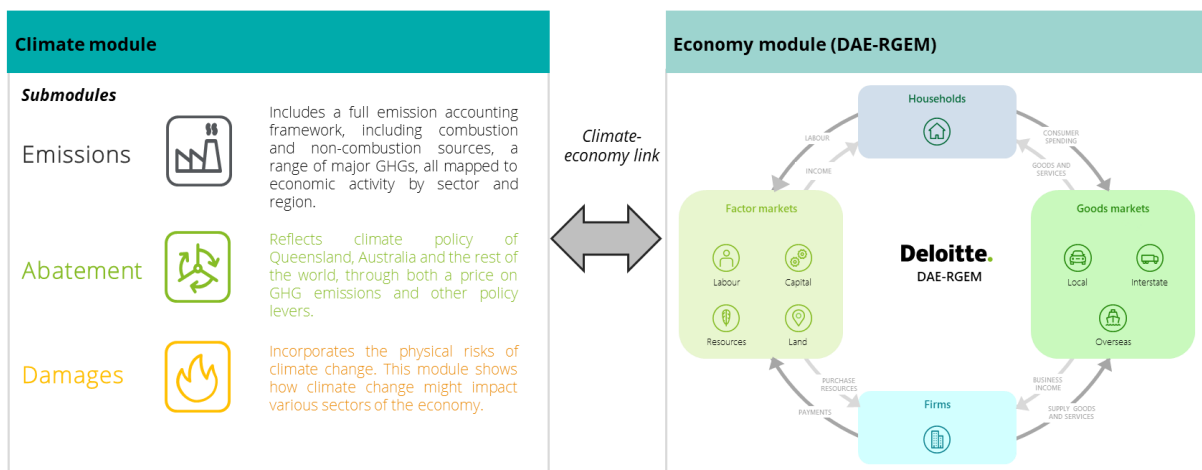 Climate module
Submodules
Emissions
Includes a full emission accounting
framework, including combustion
and non-combustion sources, a
range of major GHGs, all mapped to
economic activity by sector and
region.
Abatement
Reflects climate policy of
Queensland, Australia and the rest of
the world, through both a price on
GHG emissions and other policy
levers.
Damages
Incorporates the physical risks of
climate change. This module shows
how climate change might impact
various sectors of the economy.
Climate-
economy link
Economy module (DAE-RGEM)
Households
LABOUR
INCOME
CONSUMER
SPENDING
GOODS AND
SERVICES
Factor markets
Labour
Capital
Resources
Land
Deloitte.
DAE-RGEM
Goods markets
Local
Interstate
Overseas
PURCHASE
RESOURCES
PAYMENTS
BUSINESS
INCOME
SUPPLY GOODS
AND SERVICES
Firms